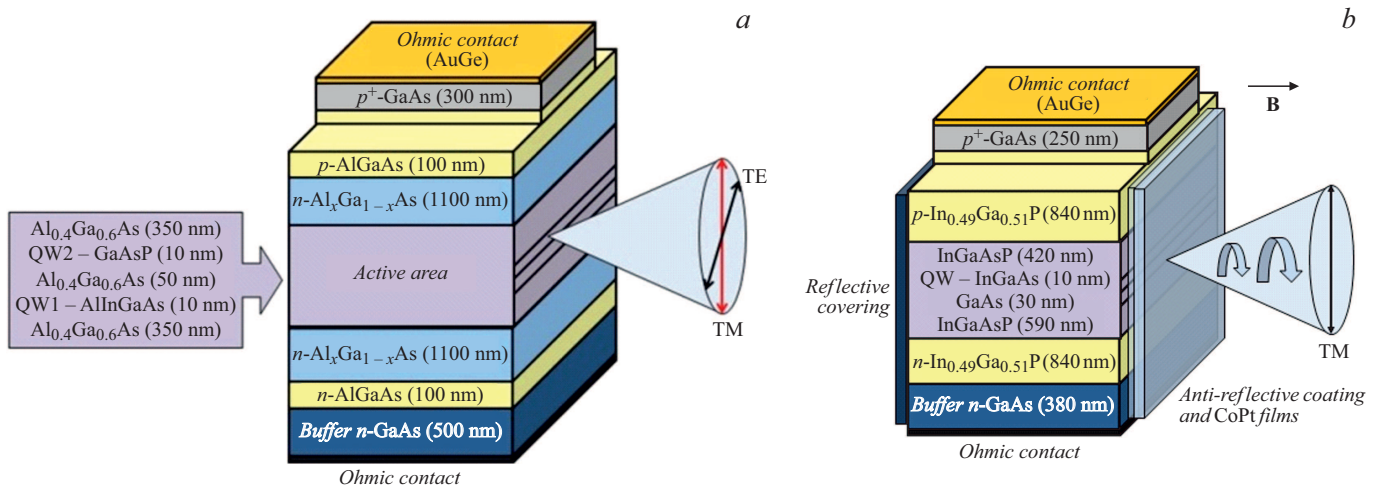 a
Ohmic contact
(AuGe)
p⁺-GaAs (300 nm)
p-AlGaAs (100 nm)
n-AlₓGa₁₋ₓAs (1100 nm)
Active area
n-AlₓGa₁₋ₓAs (1100 nm)
n-AlGaAs (100 nm)
Buffer n-GaAs (500 nm)
Ohmic contact
Al₀.₄Ga₀.₆As (350 nm)
QW2 – GaAsP (10 nm)
Al₀.₄Ga₀.₆As (50 nm)
QW1 – AlInGaAs (10 nm)
Al₀.₄Ga₀.₆As (350 nm)
TE
TM
b
Ohmic contact
(AuGe)
B
p⁺-GaAs (250 nm)
p-In₀.₄₉Ga₀.₅₁P (840 nm)
InGaAsP (420 nm)
QW – InGaAs (10 nm)
GaAs (30 nm)
InGaAsP (590 nm)
n-In₀.₄₉Ga₀.₅₁P (840 nm)
Buffer n-GaAs (380 nm)
Ohmic contact
Reflective
covering
TM
Anti-reflective coating
and CoPt films